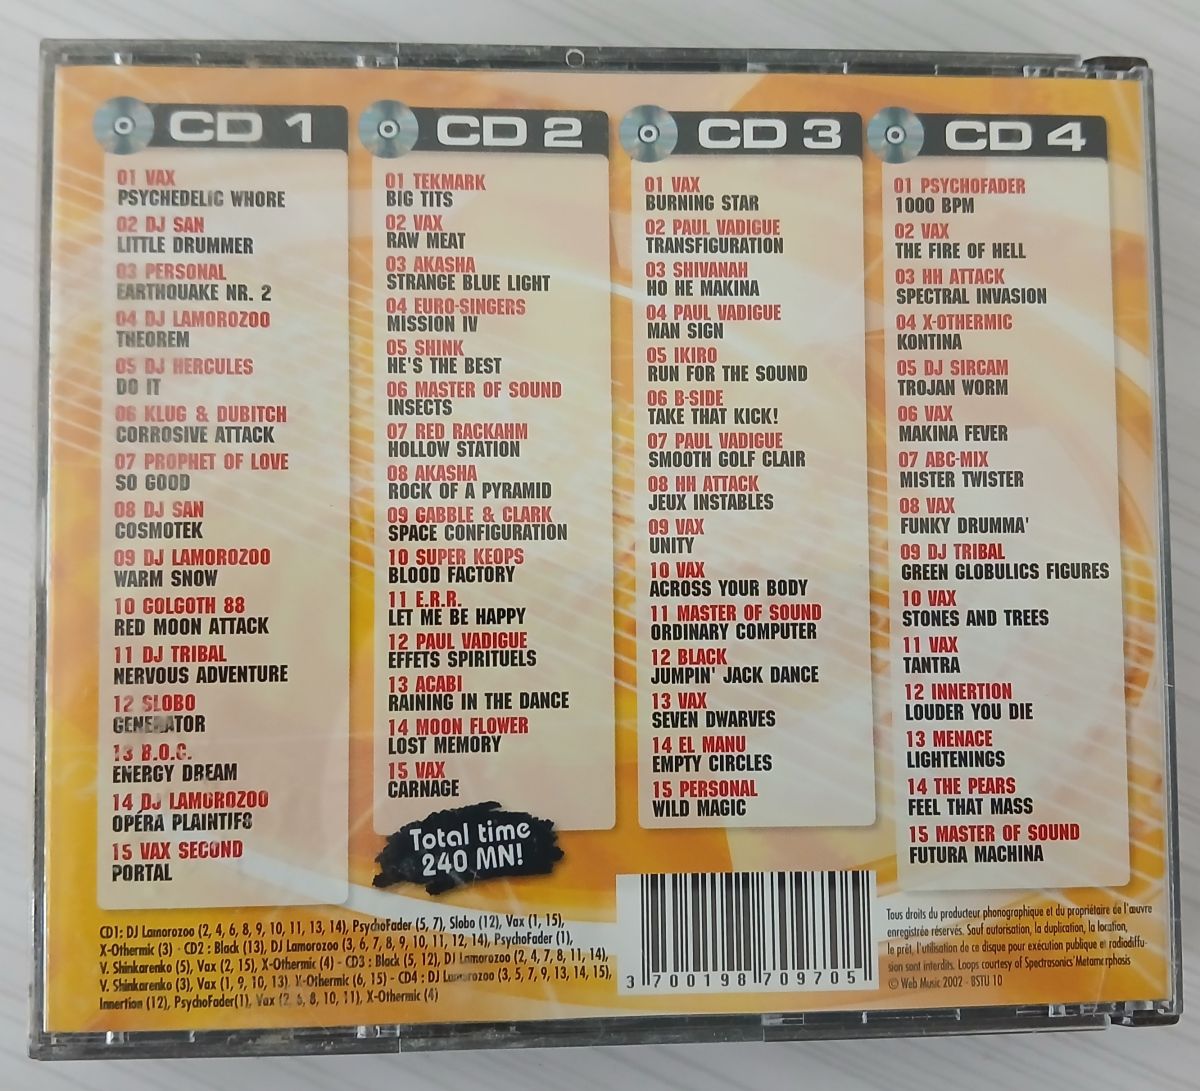 CD 1
01 VAX
PSYCHEDELIC WHORE
02 DJ SAN
LITTLE DRUMMER
03 PERSONAL
EARTHQUAKE NR. 2
04 DJ LAMOROZOO
THEOREM
05 DJ HERCULES
DO IT
06 KLUG & DUBITCH
CORROSIVE ATTACK
07 PROPHET OF LOVE
SO GOOD
08 DJ SAN
COSMOTEK
09 DJ LAMOROZOO
WARM SNOW
10 GOLGOTH 88
RED MOON ATTACK
11 DJ TRIBAL
NERVOUS ADVENTURE
12 SLOBO
GENERATOR
13 B.O.C.
ENERGY DREAM
14 DJ LAMOROZOO
OPÉRA PLAINTIFS
15 VAX SECOND
PORTAL
CD 2
01 TEKMARK
BIG TITS
02 VAX
RAW MEAT
03 AKASHA
STRANGE BLUE LIGHT
04 EURO-SINGERS
MISSION IV
05 SHINK
HE'S THE BEST
06 MASTER OF SOUND
INSECTS
07 RED RACKAHM
HOLLOW STATION
08 AKASHA
ROCK OF A PYRAMID
09 GABBLE & CLARK
SPACE CONFIGURATION
10 SUPER KEOPS
BLOOD FACTORY
11 E.R.R.
LET ME BE HAPPY
12 PAUL VADIGUE
EFFETS SPIRITUELS
13 ACABI
RAINING IN THE DANCE
14 MOON FLOWER
LOST MEMORY
15 VAX
CARNAGE
Total time
240 MN!
CD 3
01 VAX
BURNING STAR
02 PAUL VADIGUE
TRANSFIGURATION
03 SHIVANAH
HO HE MAKINA
04 PAUL VADIGUE
MAN SIGN
05 IKIRO
RUN FOR THE SOUND
06 B-SIDE
TAKE THAT KICK!
07 PAUL VADIGUE
SMOOTH GOLF CLAIR
08 HH ATTACK
JEUX INSTABLES
09 VAX
UNITY
10 VAX
ACROSS YOUR BODY
11 MASTER OF SOUND
ORDINARY COMPUTER
12 BLACK
JUMPIN' JACK DANCE
13 VAX
SEVEN DWARVES
14 EL MANU
EMPTY CIRCLES
15 PERSONAL
WILD MAGIC
CD 4
01 PSYCHOFADER
1000 BPM
02 VAX
THE FIRE OF HELL
03 HH ATTACK
SPECTRAL INVASION
04 X-OTHERMIC
KONTINA
05 DJ SIRCAM
TROJAN WORM
06 VAX
MAKINA FEVER
07 ABC-MIX
MISTER TWISTER
08 VAX
FUNKY DRUMMA'
09 DJ TRIBAL
GREEN GLOBULICS FIGURES
10 VAX
STONES AND TREES
11 VAX
TANTRA
12 INNERTION
LOUDER YOU DIE
13 MENACE
LIGHTENINGS
14 THE PEARS
FEEL THAT MASS
15 MASTER OF SOUND
FUTURA MACHINA
CD1: DJ Lamorozoo (2, 4, 6, 8, 9, 10, 11, 13, 14), PsychoFader (5, 7), Slobo (12), Vax (1, 15),
X-Othermic (3) - CD2 : Black (13), DJ Lamorozoo (3, 6, 7, 8, 9, 10, 11, 12, 14), PsychoFader (1),
V. Shinkarenko (5), Vax (2, 15), X-Othermic (4) - CD3 : Black (5, 12), DJ Lamorozoo (2, 4, 7, 8, 11, 14),
V. Shinkarenko (3), Vax (1, 9, 10, 13), X-Othermic (6, 15) - CD4 : DJ Lamorozoo (3, 5, 7, 9, 13, 14, 15),
Innertion (12), PsychoFader(1), Vax (2, 6, 8, 10, 11), X-Othermic (4)
3 700198 709705
Tous droits du producteur phonographique et du propriétaire de l'œuvre
enregistrée réservés. Sauf autorisation, la duplication, la location,
le prêt, l'utilisation de ce disque pour exécution publique et radiodiffu-
sion sont interdits. Loops courtesy of Spectrasonics'Metamorphosis
© Web Music 2002 - BSTU 10